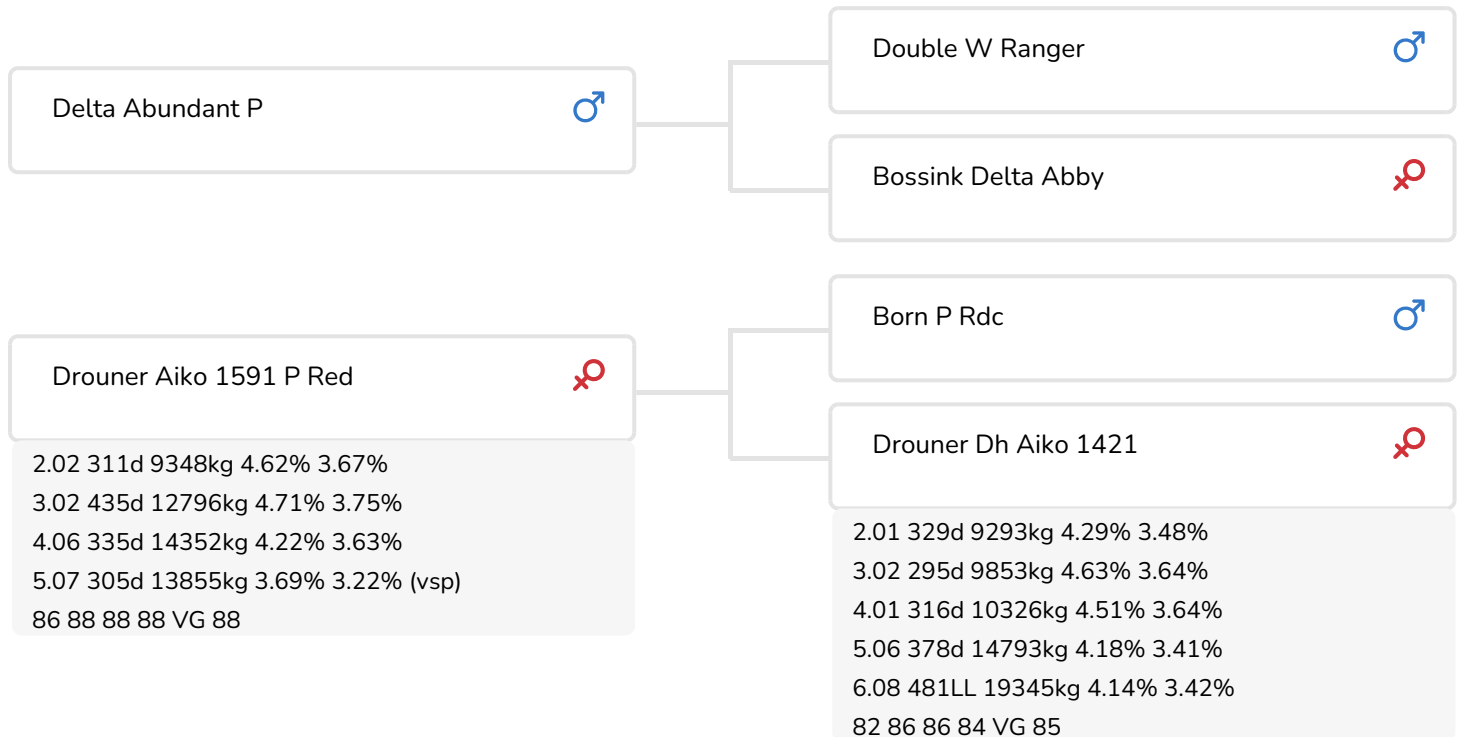 Delta Abundant P
Double W Ranger
Bossink Delta Abby
Drouner Aiko 1591 P Red
2.02 311d 9348kg 4.62% 3.67%
3.02 435d 12796kg 4.71% 3.75%
4.06 335d 14352kg 4.22% 3.63%
5.07 305d 13855kg 3.69% 3.22% (vsp)
86 88 88 88 VG 88
Born P Rdc
Drouner Dh Aiko 1421
2.01 329d 9293kg 4.29% 3.48%
3.02 295d 9853kg 4.63% 3.64%
4.01 316d 10326kg 4.51% 3.64%
5.06 378d 14793kg 4.18% 3.41%
6.08 481LL 19345kg 4.14% 3.42%
82 86 86 84 VG 85